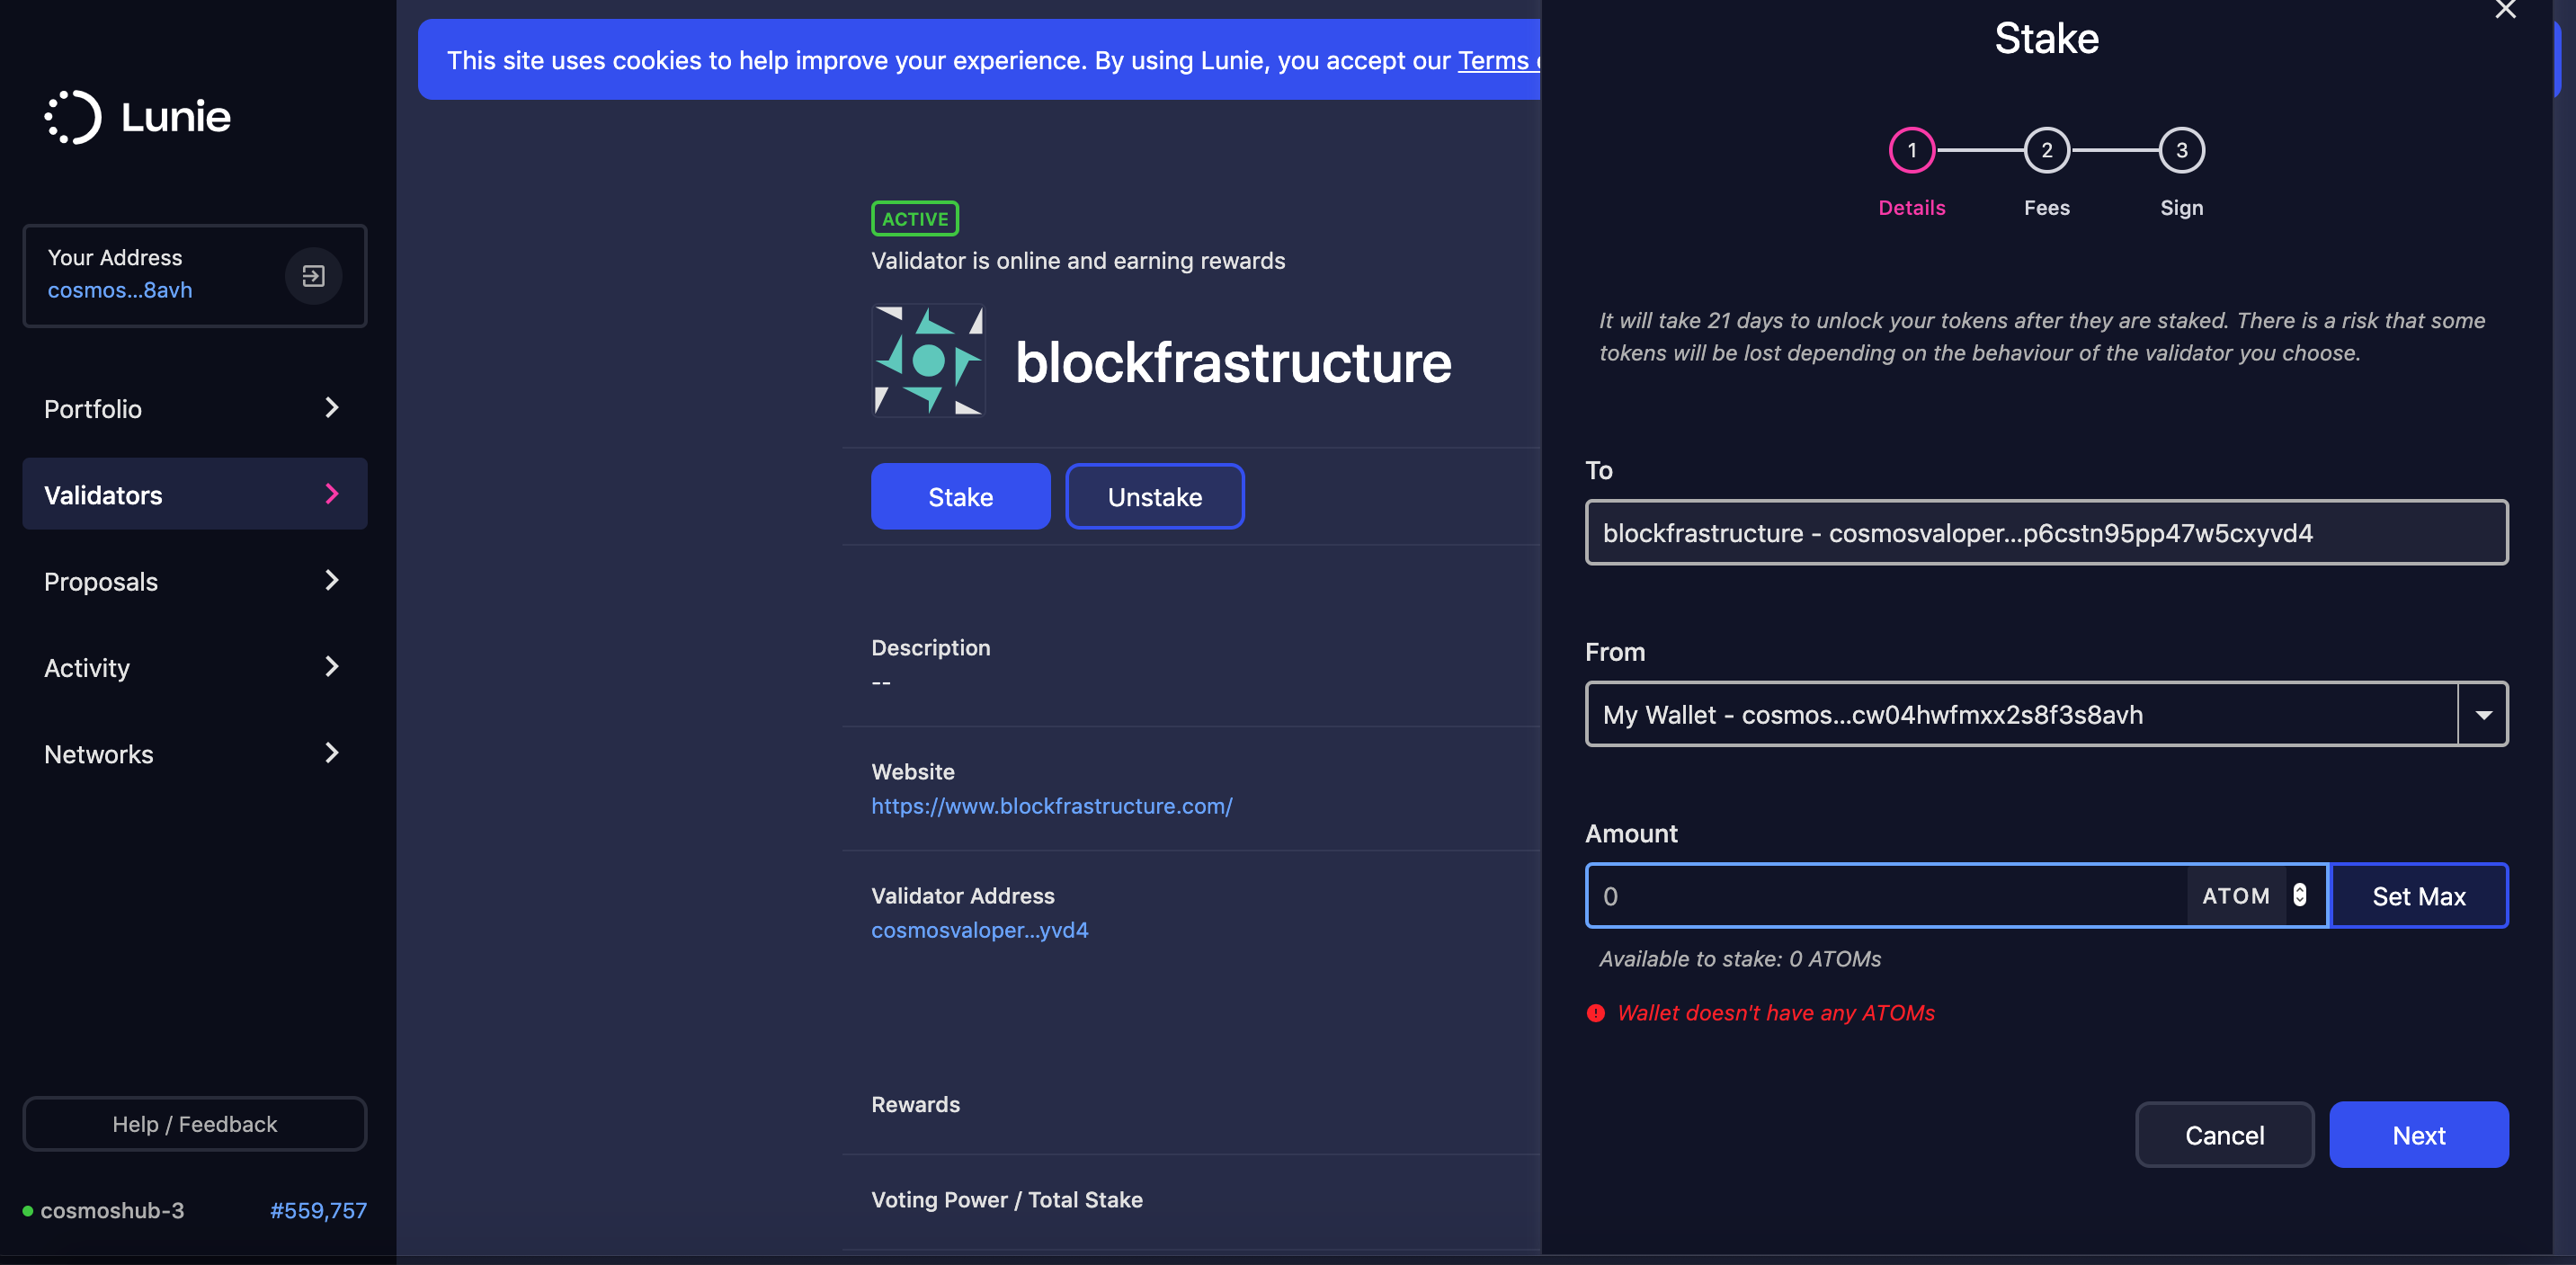 Lunie
Your Address
cosmos...8avh
Portfolio
Validators
Proposals
Activity
Networks
Help / Feedback
cosmoshub-3 #559,757
This site uses cookies to help improve your experience. By using Lunie, you accept our Terms
ACTIVE
Validator is online and earning rewards
blockfrastructure
Stake Unstake
Description
--
Website
https://www.blockfrastructure.com/
Validator Address
cosmosvaloper...yvd4
Rewards
Voting Power / Total Stake
Stake
1 2 3
Details Fees Sign
It will take 21 days to unlock your tokens after they are staked. There is a risk that some
tokens will be lost depending on the behaviour of the validator you choose.
To
blockfrastructure - cosmosvaloper...p6cstn95pp47w5cxyvd4
From
My Wallet - cosmos...cw04hwfmxx2s8f3s8avh
Amount
0 ATOM Set Max
Available to stake: 0 ATOMs
Wallet doesn't have any ATOMs
Cancel Next